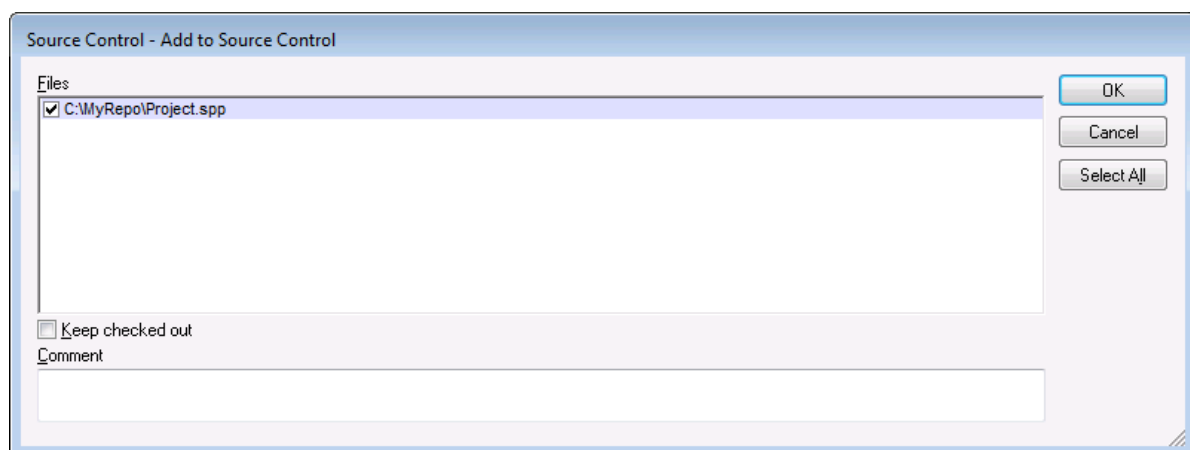 Source Control - Add to Source Control
Files
OK
C:\MyRepo\Project.spp
Cancel
Select All
Keep checked out
Comment